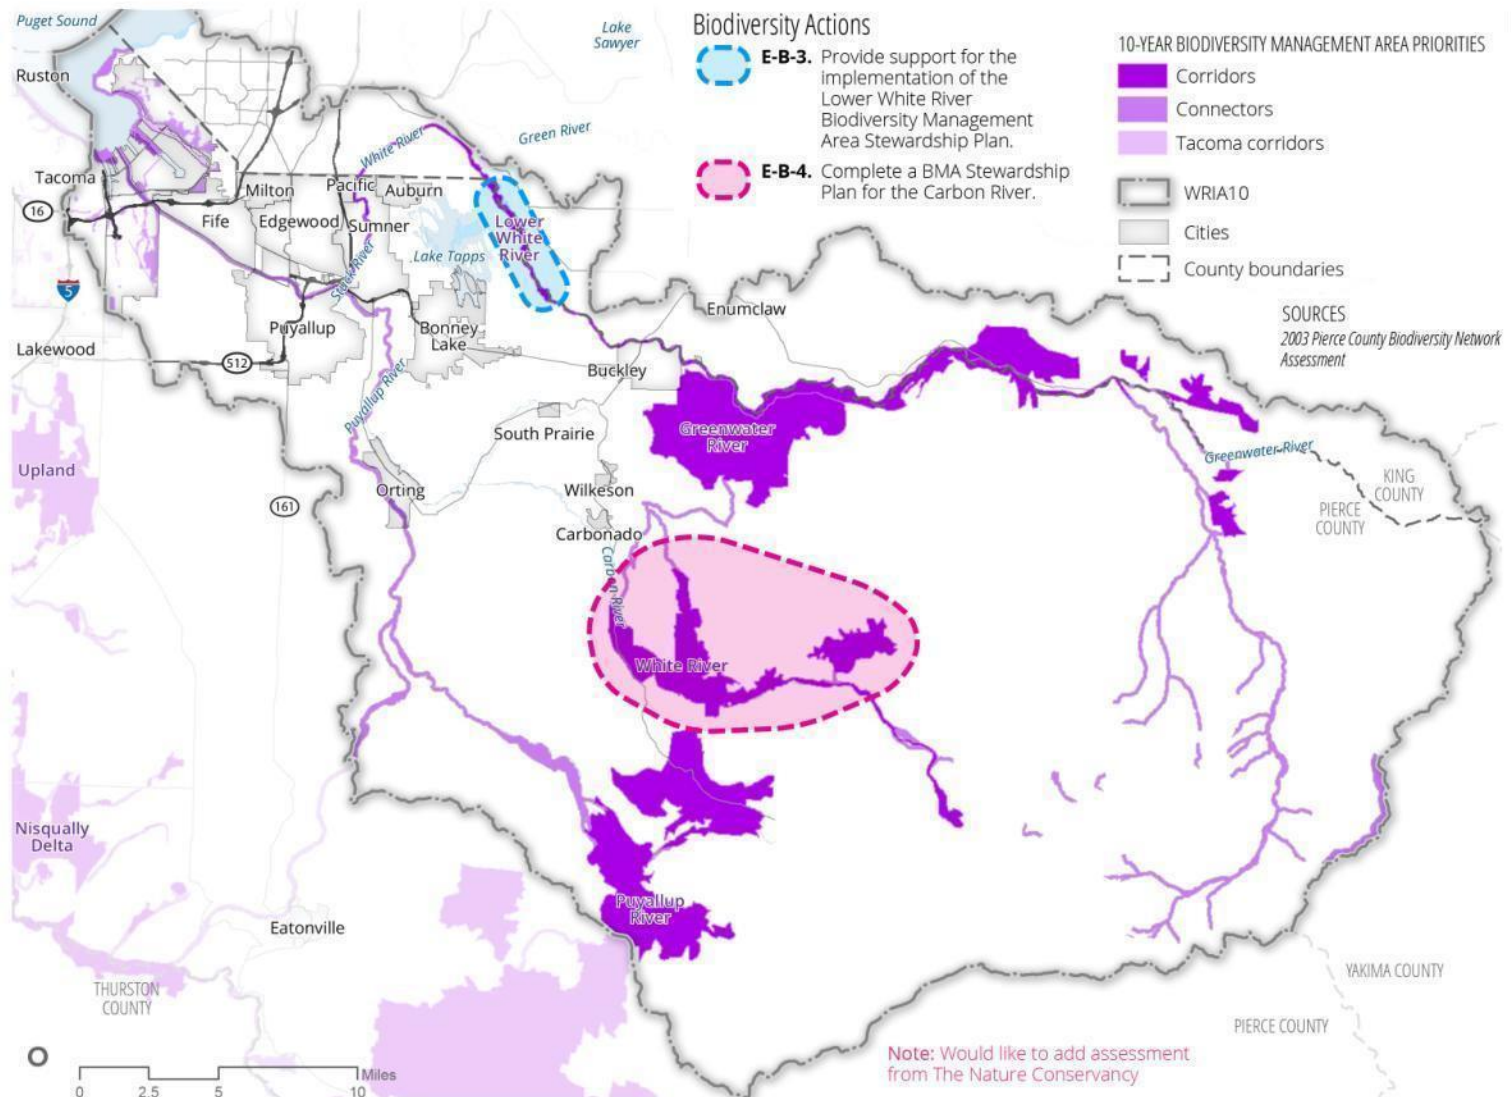 Puget Sound
Ruston
Lake
Sawyer
Biodiversity Actions
E-B-3. Provide support for the
implementation of the
Lower White River
Biodiversity Management
Area Stewardship Plan.
E-B-4. Complete a BMA Stewardship
Plan for the Carbon River.
10-YEAR BIODIVERSITY MANAGEMENT AREA PRIORITIES
Corridors
Connectors
Tacoma corridors
WRIA10
Cities
County boundaries
SOURCES
2003 Pierce County Biodiversity Network
Assessment
White River
Green River
Tacoma
16
Milton
Pacific
Auburn
Fife
Edgewood
Sumner
Lower
White
River
Lake Tapps
Stuck River
5
Enumclaw
Puyallup
Bonney
Lake
Lakewood
512
Buckley
Puyallup River
South Prairie
Greenwater
River
Greenwater River
Upland
KING
COUNTY
PIERCE
COUNTY
161
Orting
Wilkeson
Carbonado
Carbon River
White River
Nisqually
Delta
Puyallup
River
Eatonville
THURSTON
COUNTY
YAKIMA COUNTY
PIERCE COUNTY
Note: Would like to add assessment
from The Nature Conservancy
O
Miles
0 2.5 5 10